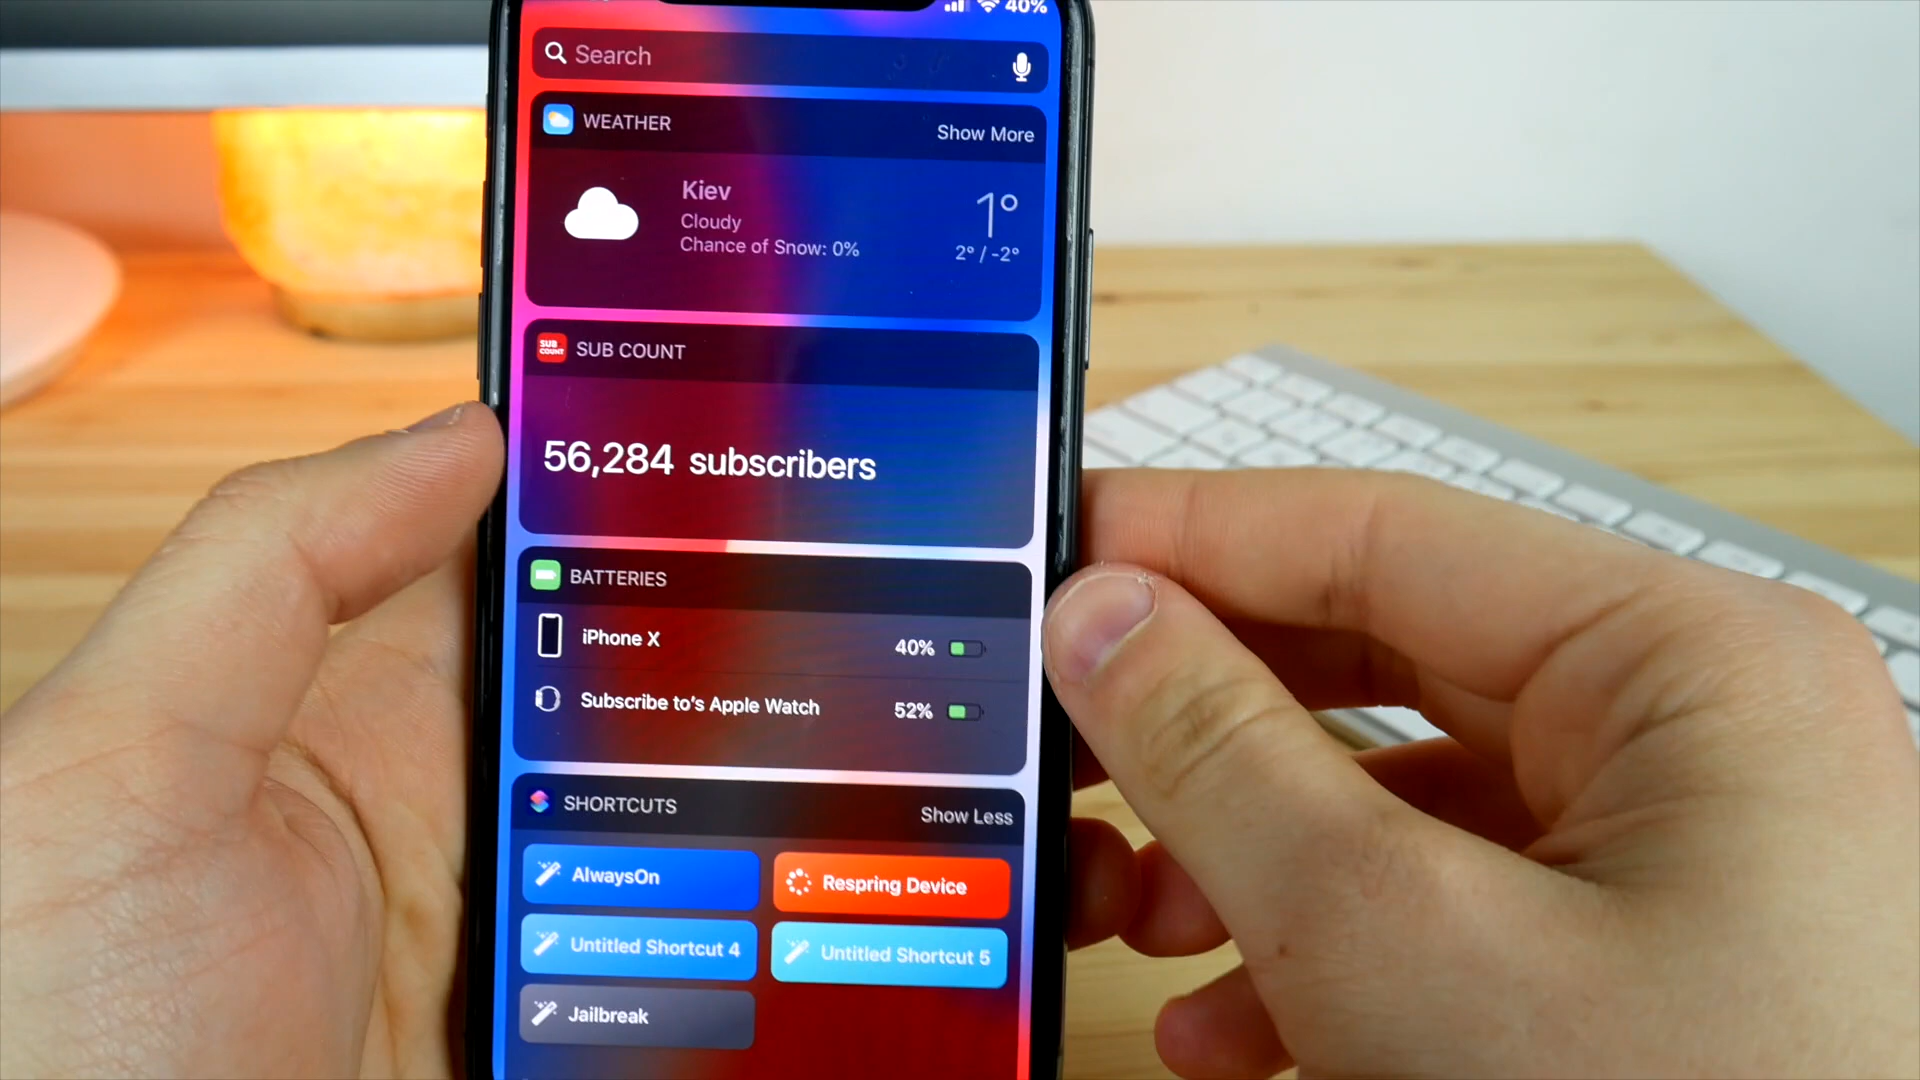 40%
Search
WEATHER
Show More
Kiev
Cloudy
Chance of Snow: 0%
1°
2° / -2°
SUB COUNT
SUB COUNT
56,284 subscribers
BATTERIES
iPhone X
40%
Subscribe to's Apple Watch
52%
SHORTCUTS
Show Less
AlwaysOn
Respring Device
Untitled Shortcut 4
Untitled Shortcut 5
Jailbreak